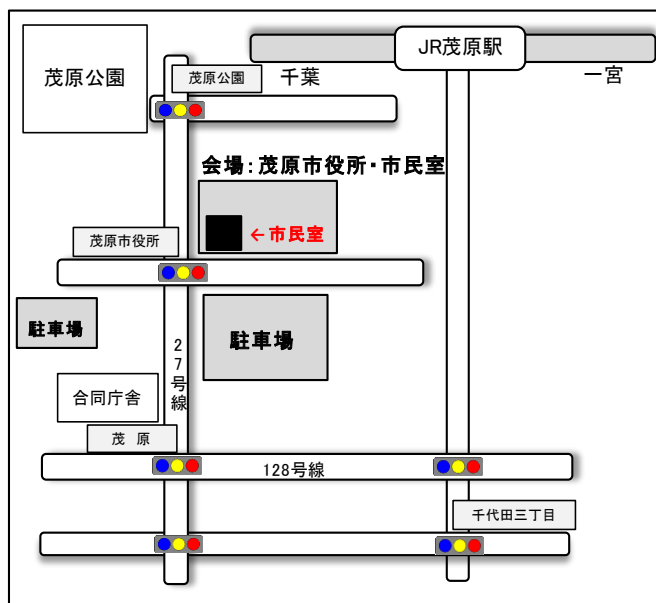 JR茂原駅
茂原公園
茂原公園
千葉
一宮
会場：茂原市役所・市民室
茂原市役所
←市民室
駐車場
駐車場
27号線
合同庁舎
茂 原
128号線
千代田三丁目